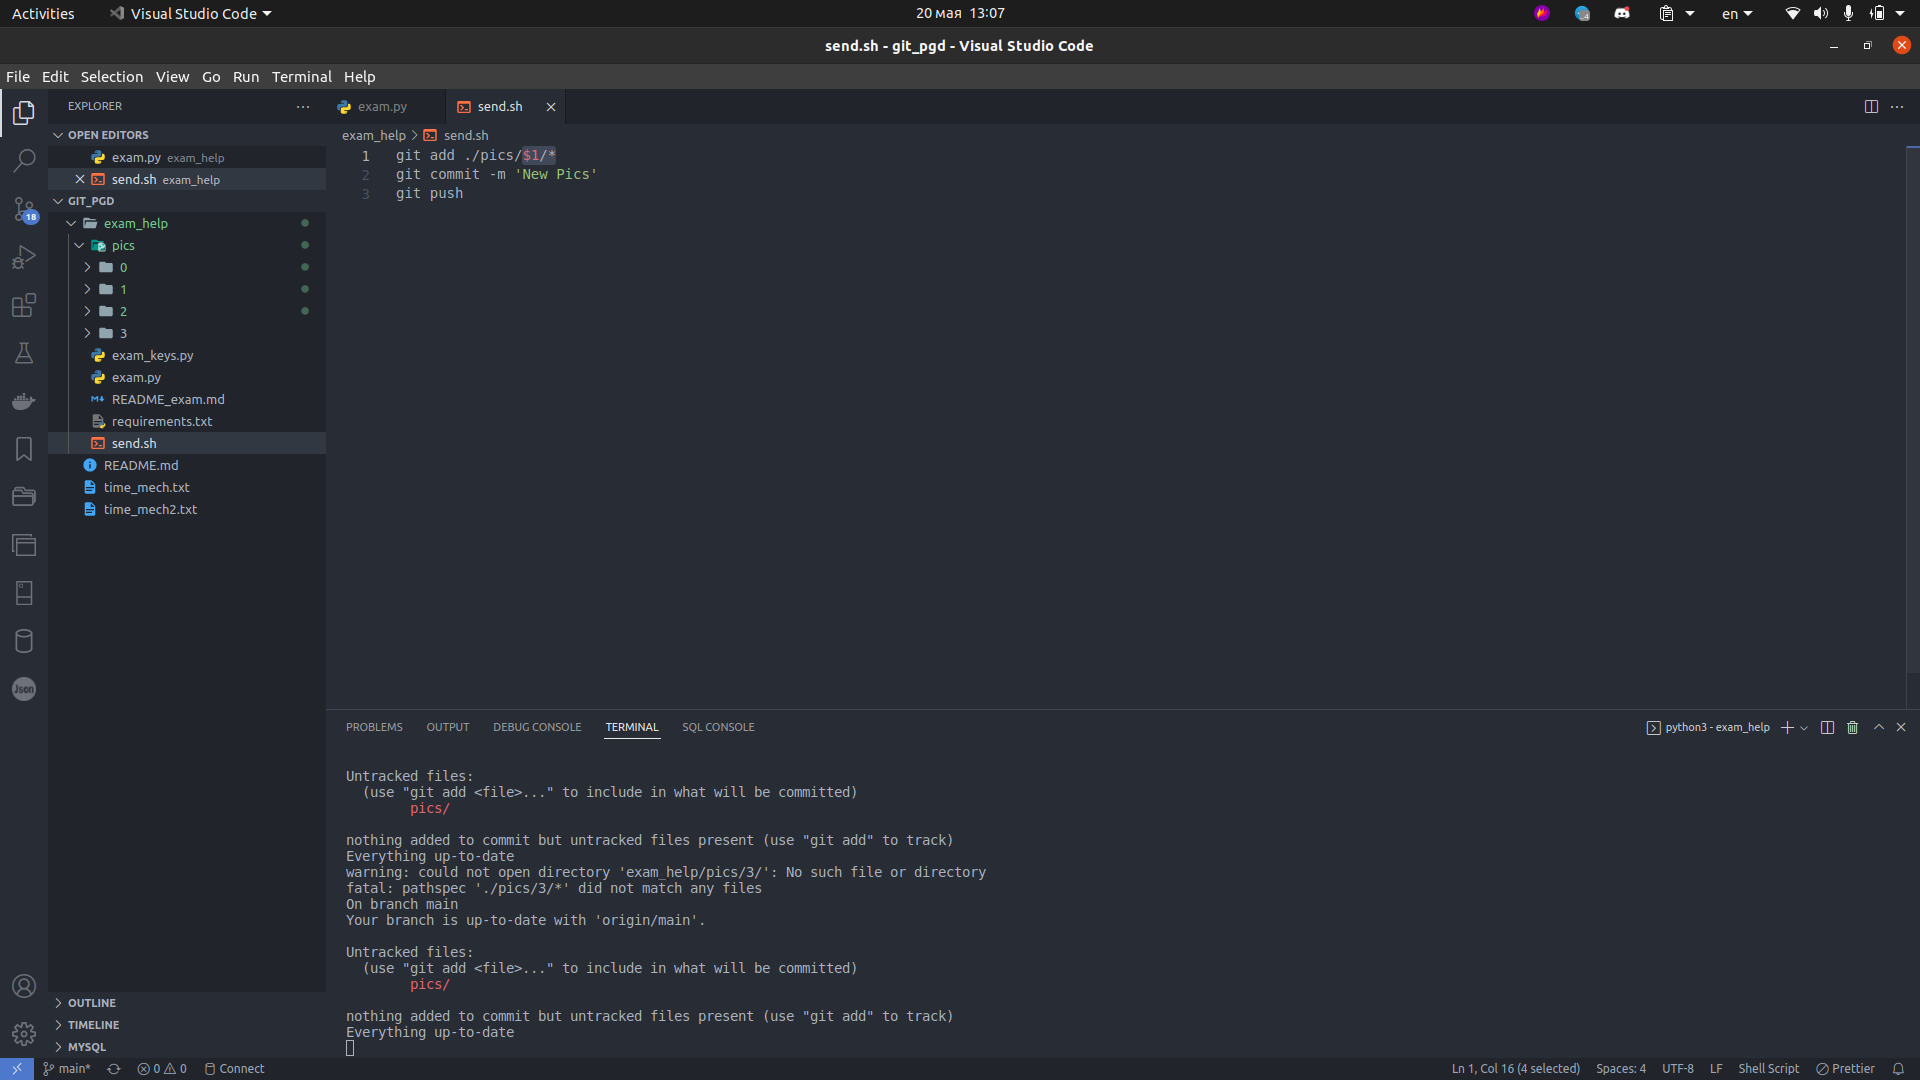 Activities
Visual Studio Code
20 мая 13:07
en
send.sh - git_pgd - Visual Studio Code
File Edit Selection View Go Run Terminal Help
EXPLORER
exam.py
send.sh
OPEN EDITORS
exam.py exam_help
send.sh exam_help
GIT_PGD
exam_help
pics
0
1
2
3
exam_keys.py
exam.py
README_exam.md
requirements.txt
send.sh
README.md
time_mech.txt
time_mech2.txt
OUTLINE
TIMELINE
MYSQL
18
Json
exam_help > send.sh
1 git add ./pics/$1/*
2 git commit -m 'New Pics'
3 git push
PROBLEMS OUTPUT DEBUG CONSOLE TERMINAL SQL CONSOLE
python3 - exam_help
Untracked files:
(use "git add <file>..." to include in what will be committed)
pics/
nothing added to commit but untracked files present (use "git add" to track)
Everything up-to-date
warning: could not open directory 'exam_help/pics/3/': No such file or directory
fatal: pathspec './pics/3/*' did not match any files
On branch main
Your branch is up-to-date with 'origin/main'.
Untracked files:
(use "git add <file>..." to include in what will be committed)
pics/
nothing added to commit but untracked files present (use "git add" to track)
Everything up-to-date
main* 0 0 Connect
Ln 1, Col 16 (4 selected) Spaces: 4 UTF-8 LF Shell Script Prettier